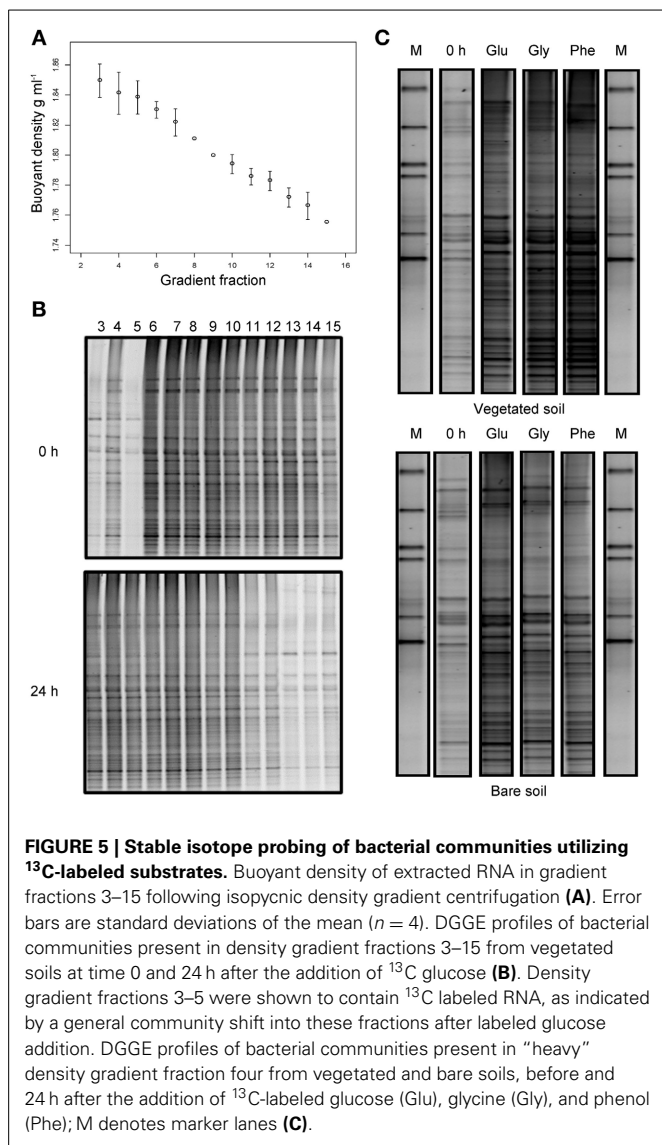 A
Buoyant density g ml-1
1.86
1.84
1.82
1.80
1.78
1.76
1.74
2 4 6 8 10 12 14 16
Gradient fraction
B
3 4 5 6 7 8 9 10 11 12 13 14 15
0 h
24 h
C
M 0 h Glu Gly Phe M
Vegetated soil
M 0 h Glu Gly Phe M
Bare soil
FIGURE 5 | Stable isotope probing of bacterial communities utilizing
13C-labeled substrates. Buoyant density of extracted RNA in gradient
fractions 3–15 following isopycnic density gradient centrifugation (A). Error
bars are standard deviations of the mean (n = 4). DGGE profiles of bacterial
communities present in density gradient fractions 3–15 from vegetated
soils at time 0 and 24 h after the addition of 13C glucose (B). Density
gradient fractions 3–5 were shown to contain 13C labeled RNA, as indicated
by a general community shift into these fractions after labeled glucose
addition. DGGE profiles of bacterial communities present in “heavy”
density gradient fraction four from vegetated and bare soils, before and
24 h after the addition of 13C-labeled glucose (Glu), glycine (Gly), and phenol
(Phe); M denotes marker lanes (C).